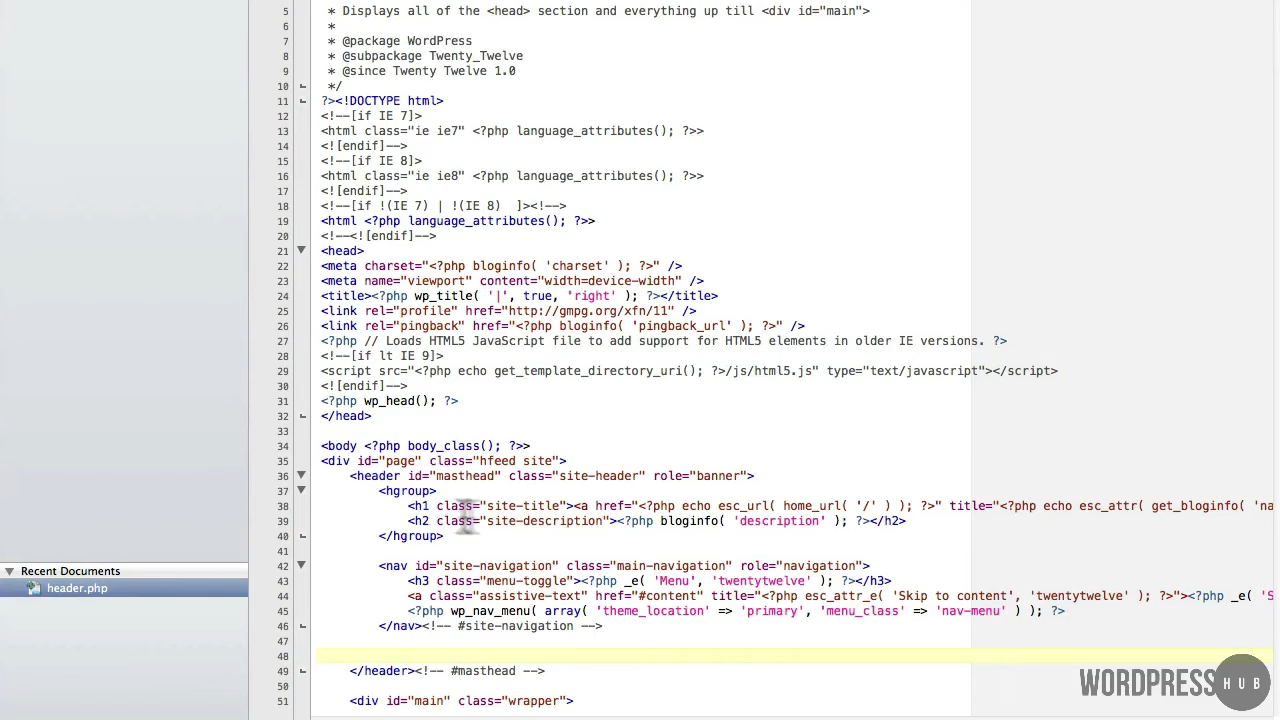 5 * Displays all of the <head> section and everything up till <div id="main">
6 *
7 * @package WordPress
8 * @subpackage Twenty_Twelve
9 * @since Twenty Twelve 1.0
10 */
11 ?><!DOCTYPE html>
12 <!--[if IE 7]>
13 <html class="ie ie7" <?php language_attributes(); ?>>
14 <![endif]-->
15 <!--[if IE 8]>
16 <html class="ie ie8" <?php language_attributes(); ?>>
17 <![endif]-->
18 <!--[if !(IE 7) | !(IE 8)  ]><!-->
19 <html <?php language_attributes(); ?>>
20 <!--<![endif]-->
21 <head>
22 <meta charset="<?php bloginfo( 'charset' ); ?>" />
23 <meta name="viewport" content="width=device-width" />
24 <title><?php wp_title( '|', true, 'right' ); ?></title>
25 <link rel="profile" href="http://gmpg.org/xfn/11" />
26 <link rel="pingback" href="<?php bloginfo( 'pingback_url' ); ?>" />
27 <?php // Loads HTML5 JavaScript file to add support for HTML5 elements in older IE versions. ?>
28 <!--[if lt IE 9]>
29 <script src="<?php echo get_template_directory_uri(); ?>/js/html5.js" type="text/javascript"></script>
30 <![endif]-->
31 <?php wp_head(); ?>
32 </head>
33
34 <body <?php body_class(); ?>>
35 <div id="page" class="hfeed site">
36 <header id="masthead" class="site-header" role="banner">
37 <hgroup>
38 <h1 class="site-title"><a href="<?php echo esc_url( home_url( '/' ) ); ?>" title="<?php echo esc_attr( get_bloginfo( 'na
39 <h2 class="site-description"><?php bloginfo( 'description' ); ?></h2>
40 </hgroup>
41
42 <nav id="site-navigation" class="main-navigation" role="navigation">
43 <h3 class="menu-toggle"><?php _e( 'Menu', 'twentytwelve' ); ?></h3>
44 <a class="assistive-text" href="#content" title="<?php esc_attr_e( 'Skip to content', 'twentytwelve' ); ?>"><?php _e( 'S
45 <?php wp_nav_menu( array( 'theme_location' => 'primary', 'menu_class' => 'nav-menu' ) ); ?>
46 </nav><!-- #site-navigation -->
47
48
49 </header><!-- #masthead -->
50
51 <div id="main" class="wrapper">
Recent Documents
header.php
WORDPRESS HUB